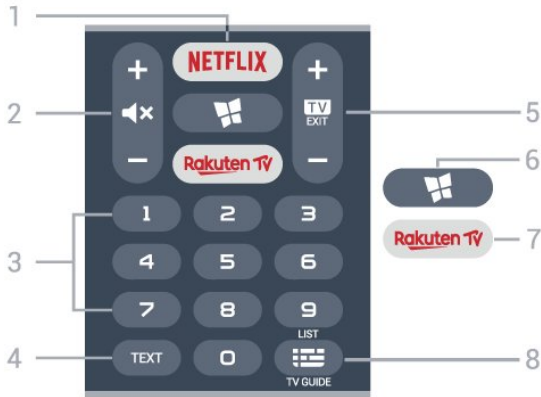 1
NETFLIX
+ +
2
TV
EXIT
5
- -
6
Rakuten TV
1 2 3
Rakuten TV 7
3
4 5 6
7 8 9
LIST
4 TEXT 0 8
TV GUIDE